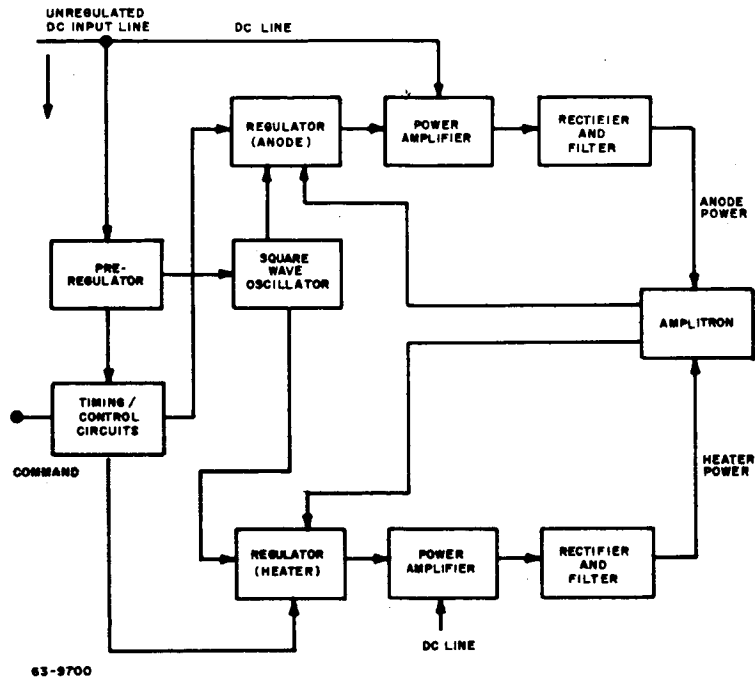 UNREGULATED
DC INPUT LINE
DC LINE
REGULATOR
(ANODE)
POWER
AMPLIFIER
RECTIFIER
AND
FILTER
ANODE
POWER
PRE-
REGULATOR
SQUARE
WAVE
OSCILLATOR
AMPLITRON
TIMING/
CONTROL
CIRCUITS
COMMAND
HEATER
POWER
REGULATOR
(HEATER)
POWER
AMPLIFIER
RECTIFIER
AND
FILTER
DC LINE
63-9700